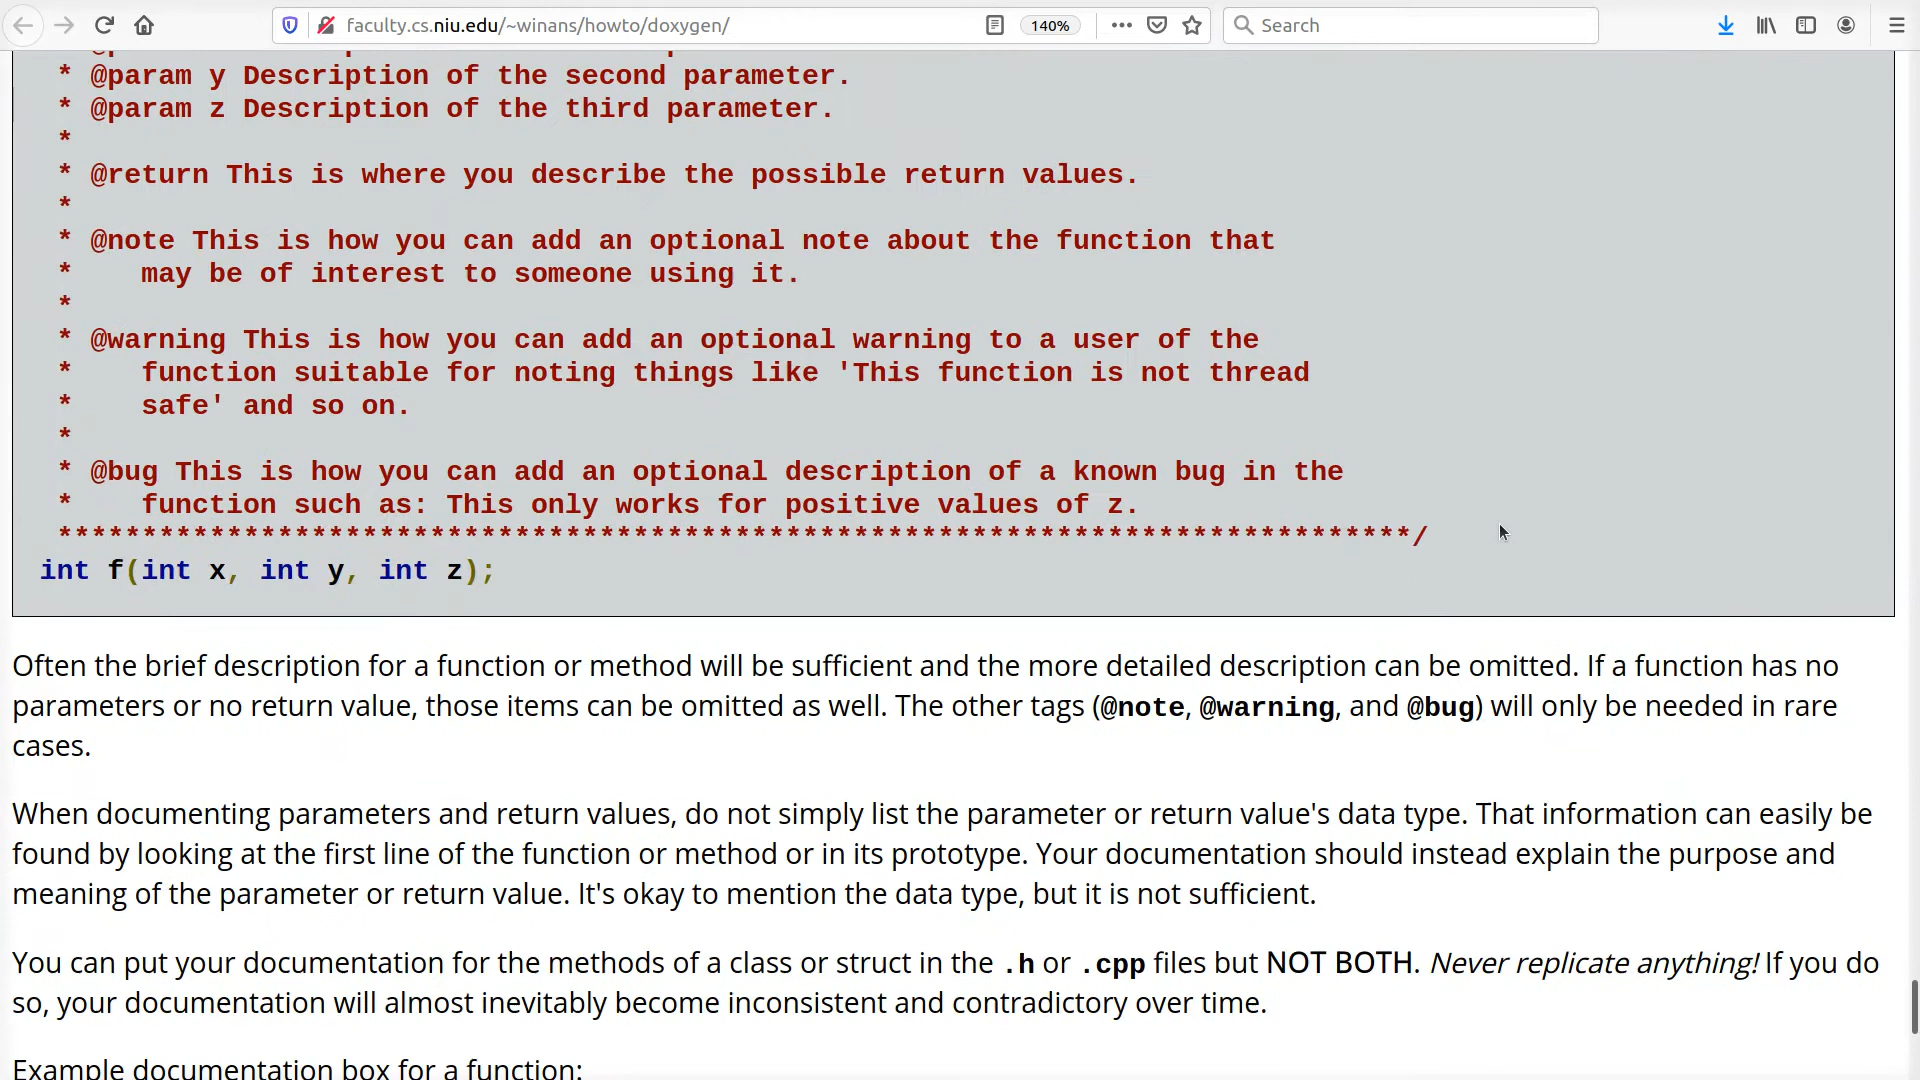 faculty.cs.niu.edu/~winans/howto/doxygen/
140%
Search
* @param y Description of the second parameter.
* @param z Description of the third parameter.
*
* @return This is where you describe the possible return values.
*
* @note This is how you can add an optional note about the function that
* may be of interest to someone using it.
*
* @warning This is how you can add an optional warning to a user of the
* function suitable for noting things like 'This function is not thread
* safe' and so on.
*
* @bug This is how you can add an optional description of a known bug in the
* function such as: This only works for positive values of z.
********************************************************************************/
int f(int x, int y, int z);
Often the brief description for a function or method will be sufficient and the more detailed description can be omitted. If a function has no
parameters or no return value, those items can be omitted as well. The other tags (@note, @warning, and @bug) will only be needed in rare
cases.
When documenting parameters and return values, do not simply list the parameter or return value's data type. That information can easily be
found by looking at the first line of the function or method or in its prototype. Your documentation should instead explain the purpose and
meaning of the parameter or return value. It's okay to mention the data type, but it is not sufficient.
You can put your documentation for the methods of a class or struct in the .h or .cpp files but NOT BOTH. Never replicate anything! If you do
so, your documentation will almost inevitably become inconsistent and contradictory over time.
Example documentation box for a function: